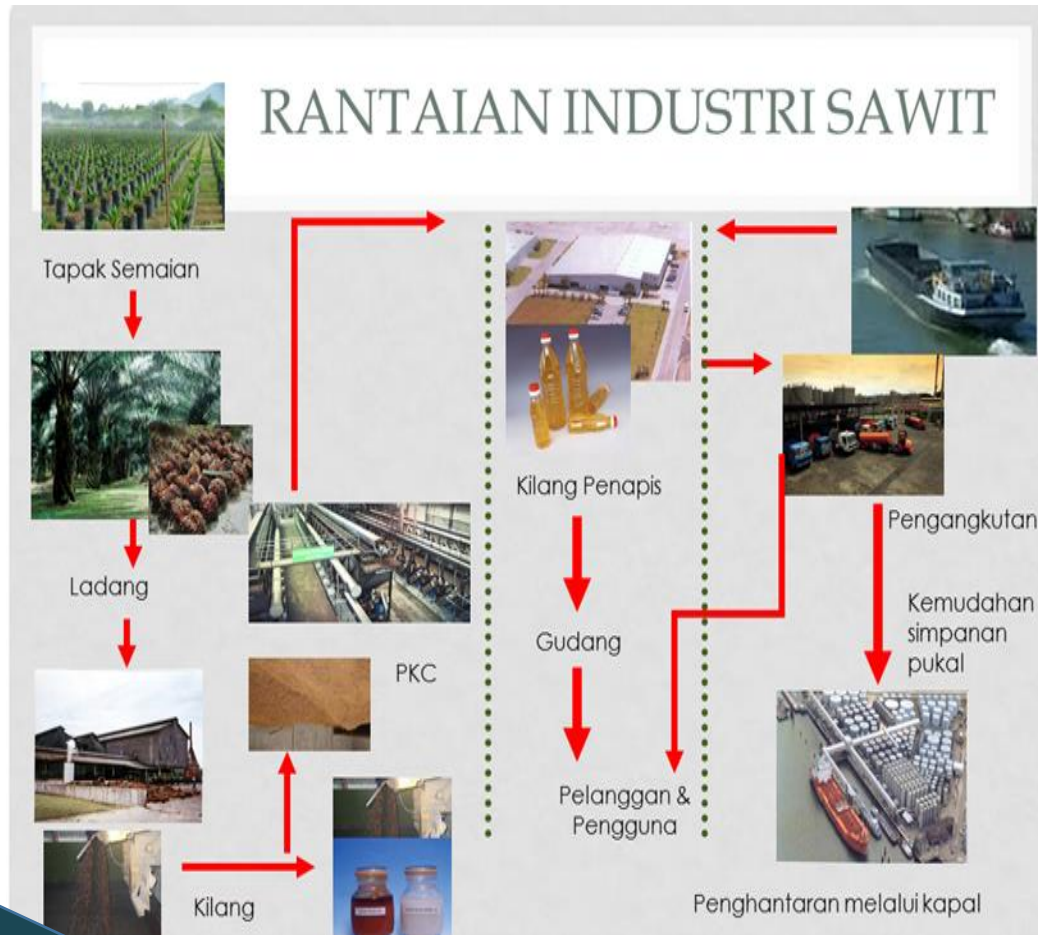 RANTAIAN INDUSTRI SAWIT
Tapak Semaian
Ladang
PKC
Kilang
Kilang Penapis
Gudang
Pelanggan &
Pengguna
Pengangkutan
Kemudahan
simpanan
pukal
Penghantaran melalui kapal